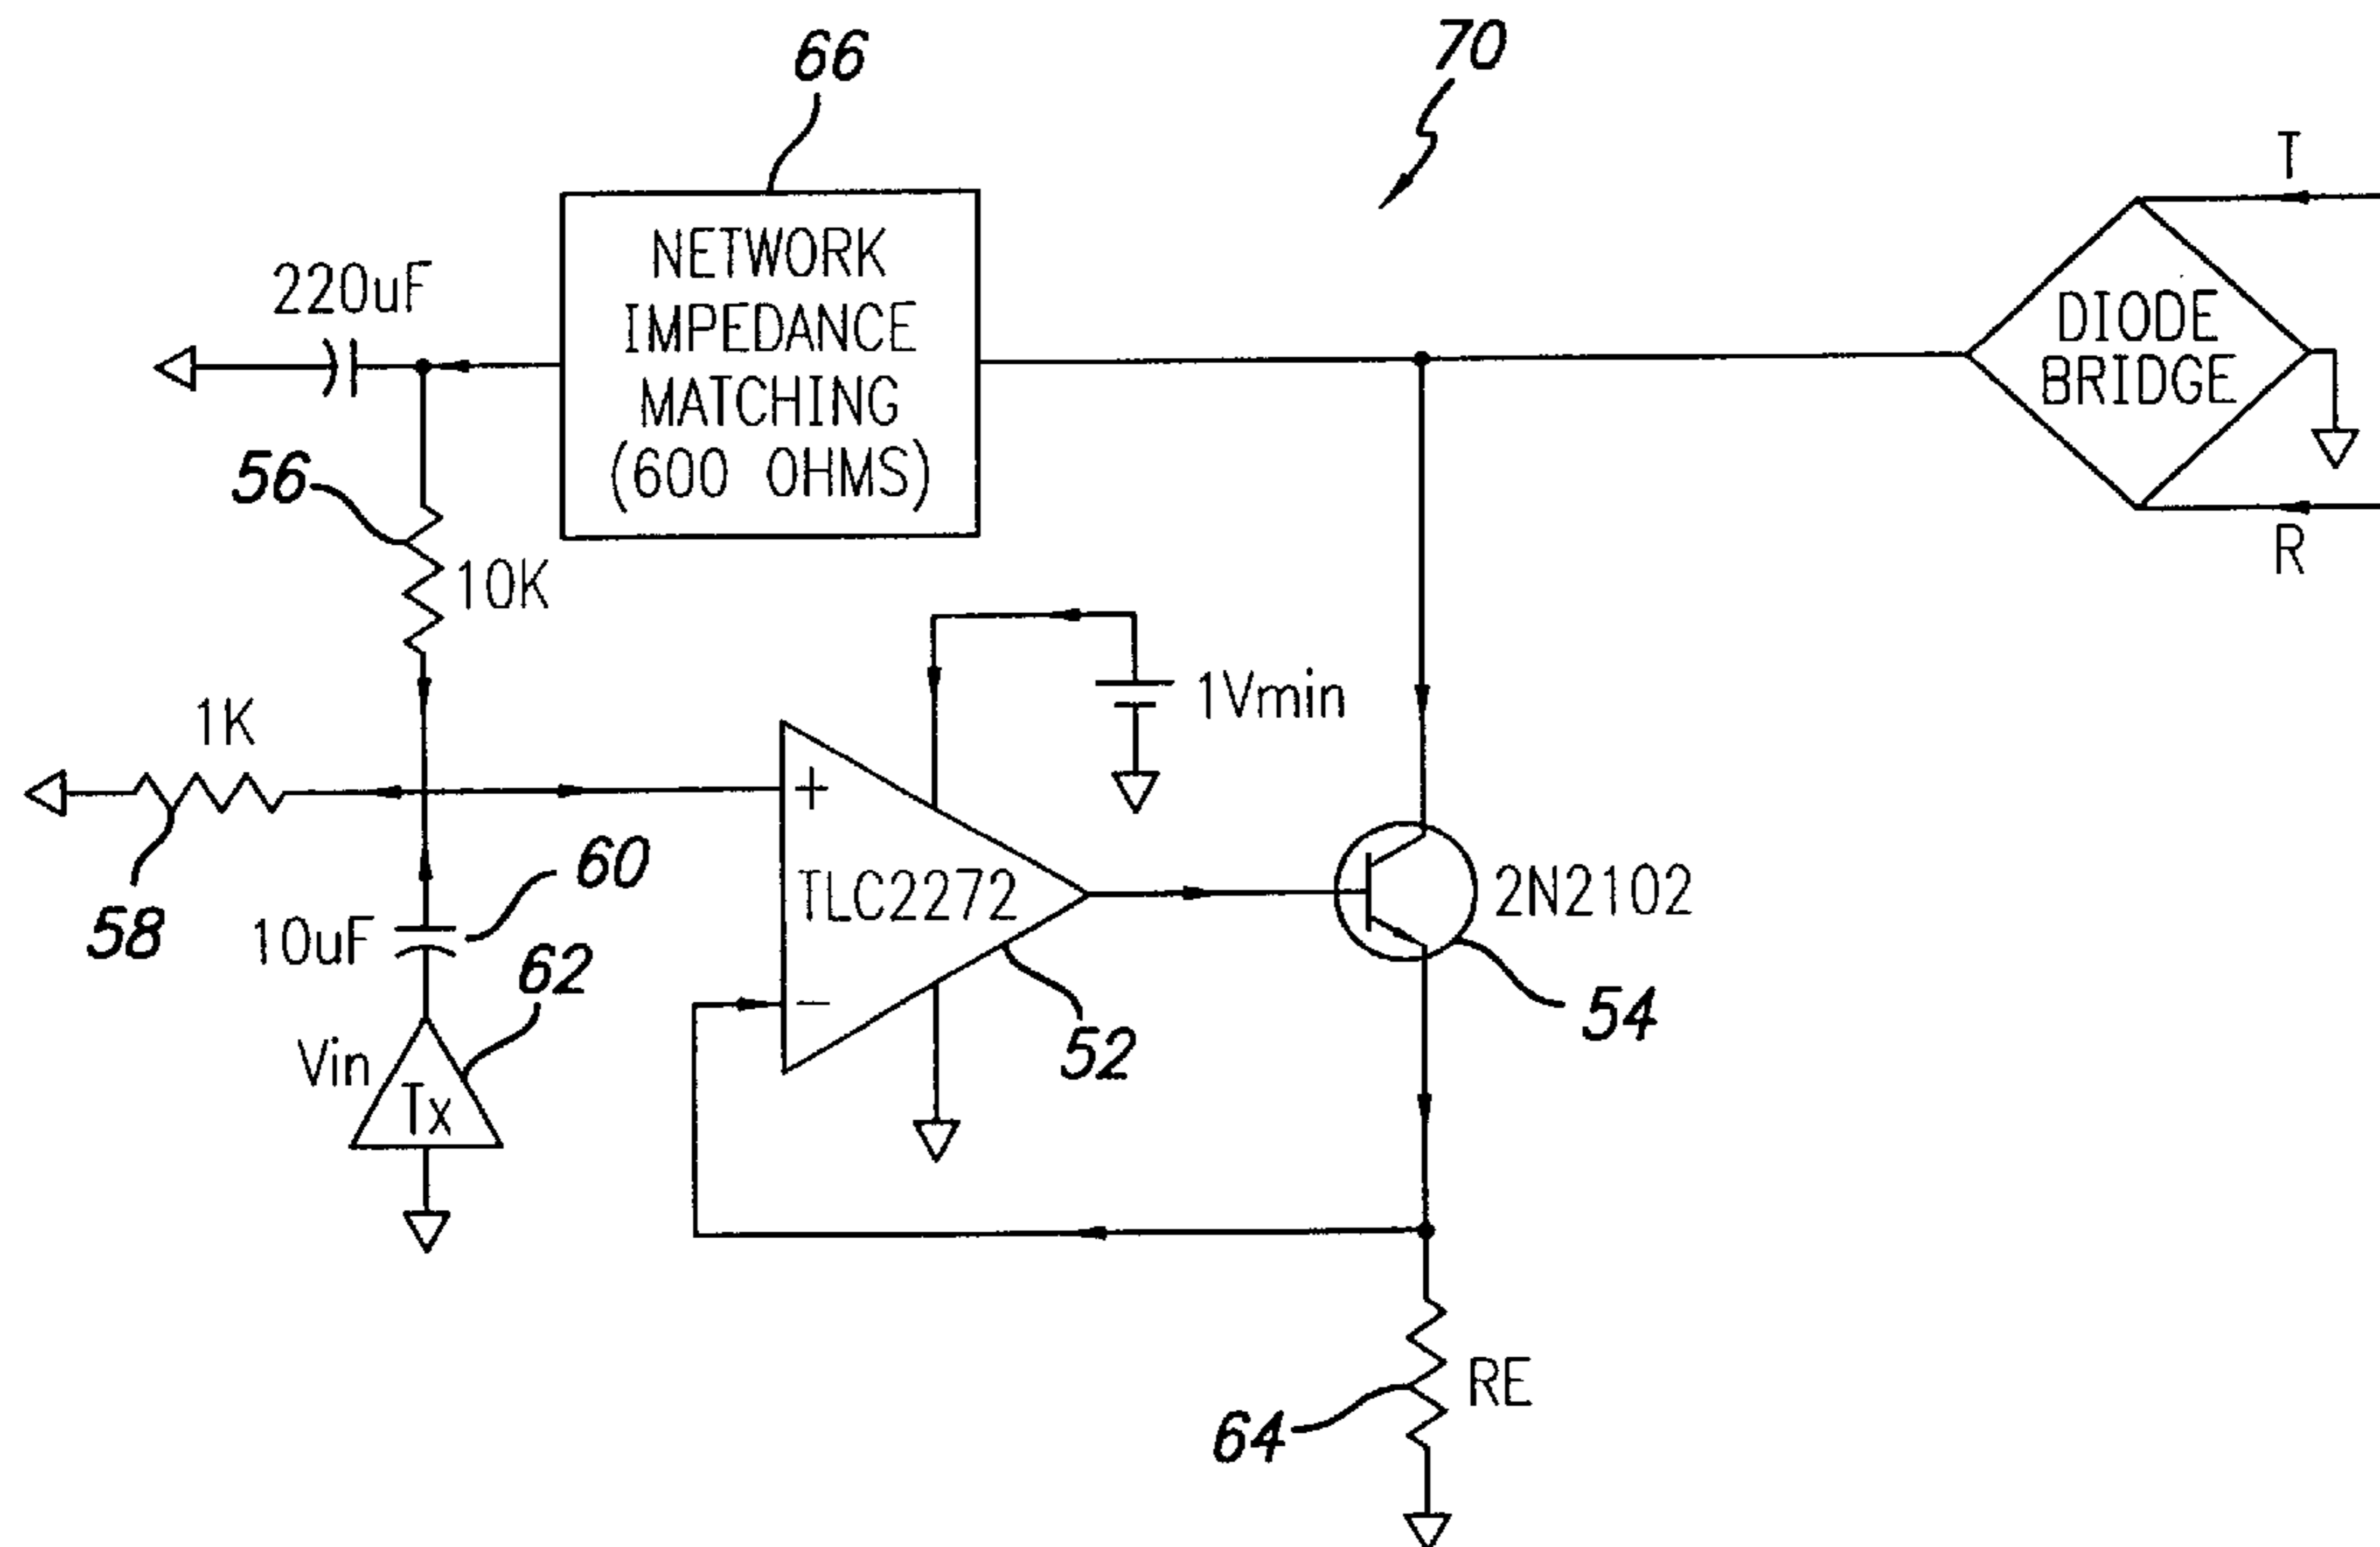 66
70
T
NETWORK
IMPEDANCE
MATCHING
(600 OHMS)
220uF
DIODE
BRIDGE
56
10K
R
1K
1Vmin
+
60
TLC2272
2N2102
58
10uF
62
−
54
52
Vin
Tx
RE
64